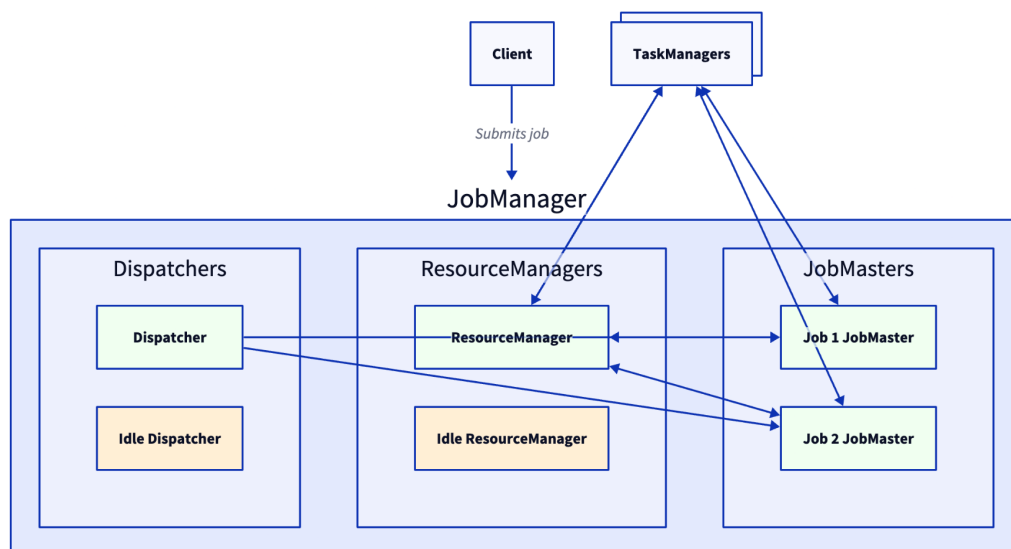 Client
TaskManagers
Submits job
JobManager
Dispatchers
ResourceManagers
JobMasters
Dispatcher
ResourceManager
Job 1 JobMaster
Idle Dispatcher
Idle ResourceManager
Job 2 JobMaster